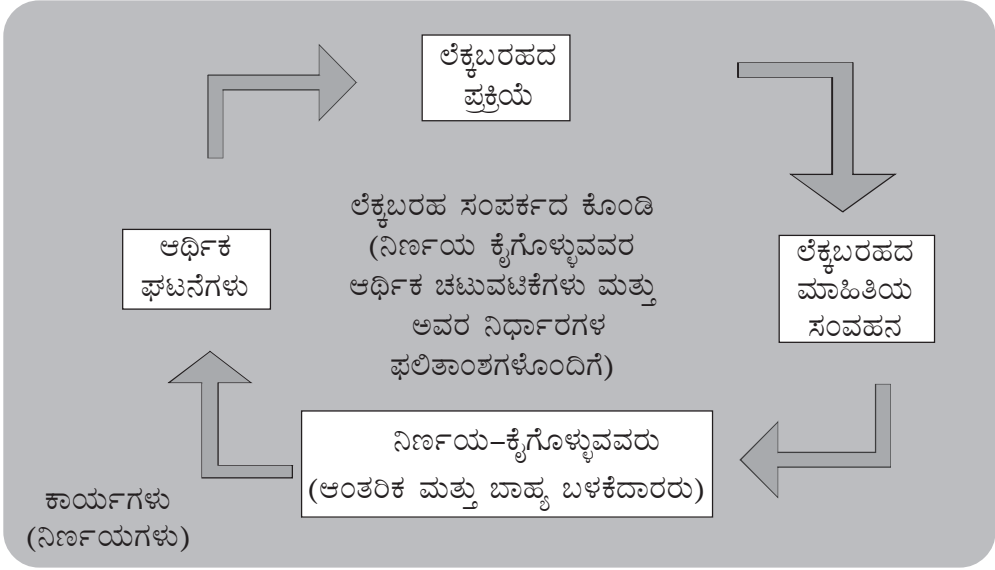 ಲೆಕ್ಕಬರಹದ
ಪ್ರಕ್ರಿಯೆ
ಲೆಕ್ಕಬರಹ ಸಂಪರ್ಕದ ಕೊಂಡಿ
(ನಿರ್ಣಯ ಕೈಗೊಳ್ಳುವವರ
ಆರ್ಥಿಕ ಚಟುವಟಿಕೆಗಳು ಮತ್ತು
ಅವರ ನಿರ್ಧಾರಗಳ
ಫಲಿತಾಂಶಗಳೊಂದಿಗೆ)
ಆರ್ಥಿಕ
ಘಟನೆಗಳು
ಲೆಕ್ಕಬರಹದ
ಮಾಹಿತಿಯ
ಸಂವಹನ
ನಿರ್ಣಯ–ಕೈಗೊಳ್ಳುವವರು
(ಆಂತರಿಕ ಮತ್ತು ಬಾಹ್ಯ ಬಳಕೆದಾರರು)
ಕಾರ್ಯಗಳು
(ನಿರ್ಣಯಗಳು)